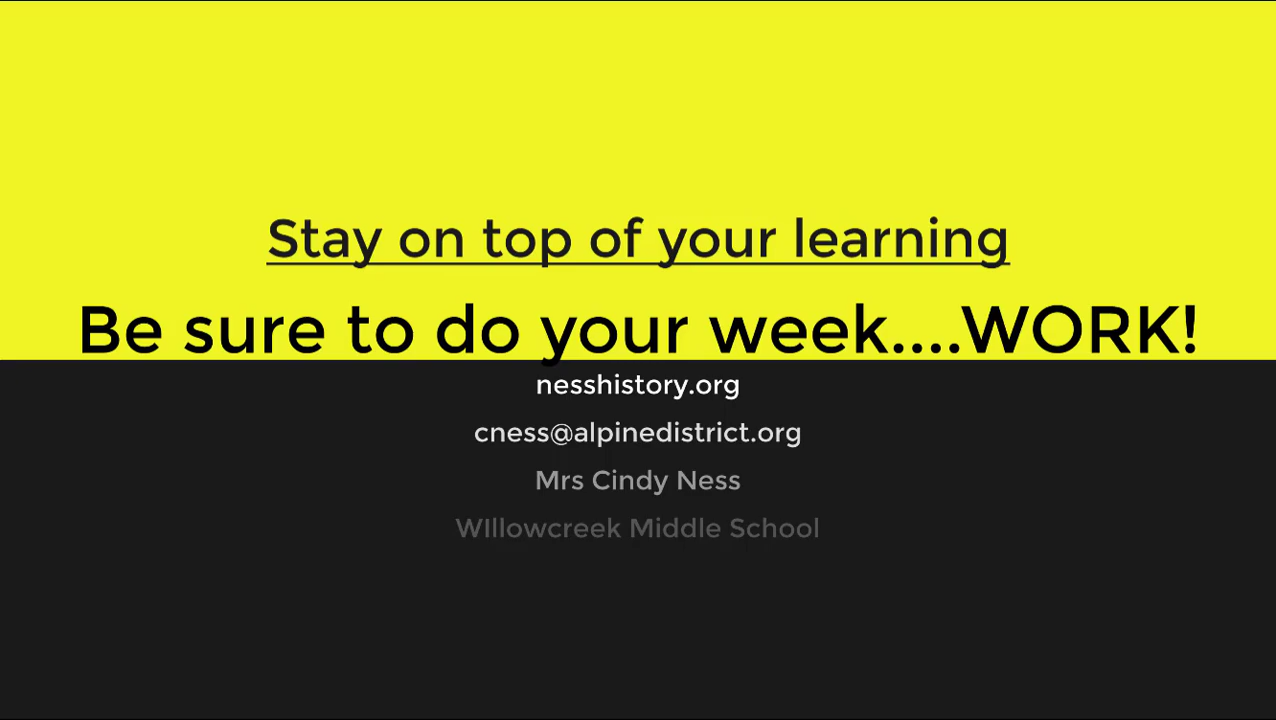 Stay on top of your learning
Be sure to do your week....WORK!
nesshistory.org
cness@alpinedistrict.org
Mrs Cindy Ness
WIllowcreek Middle School